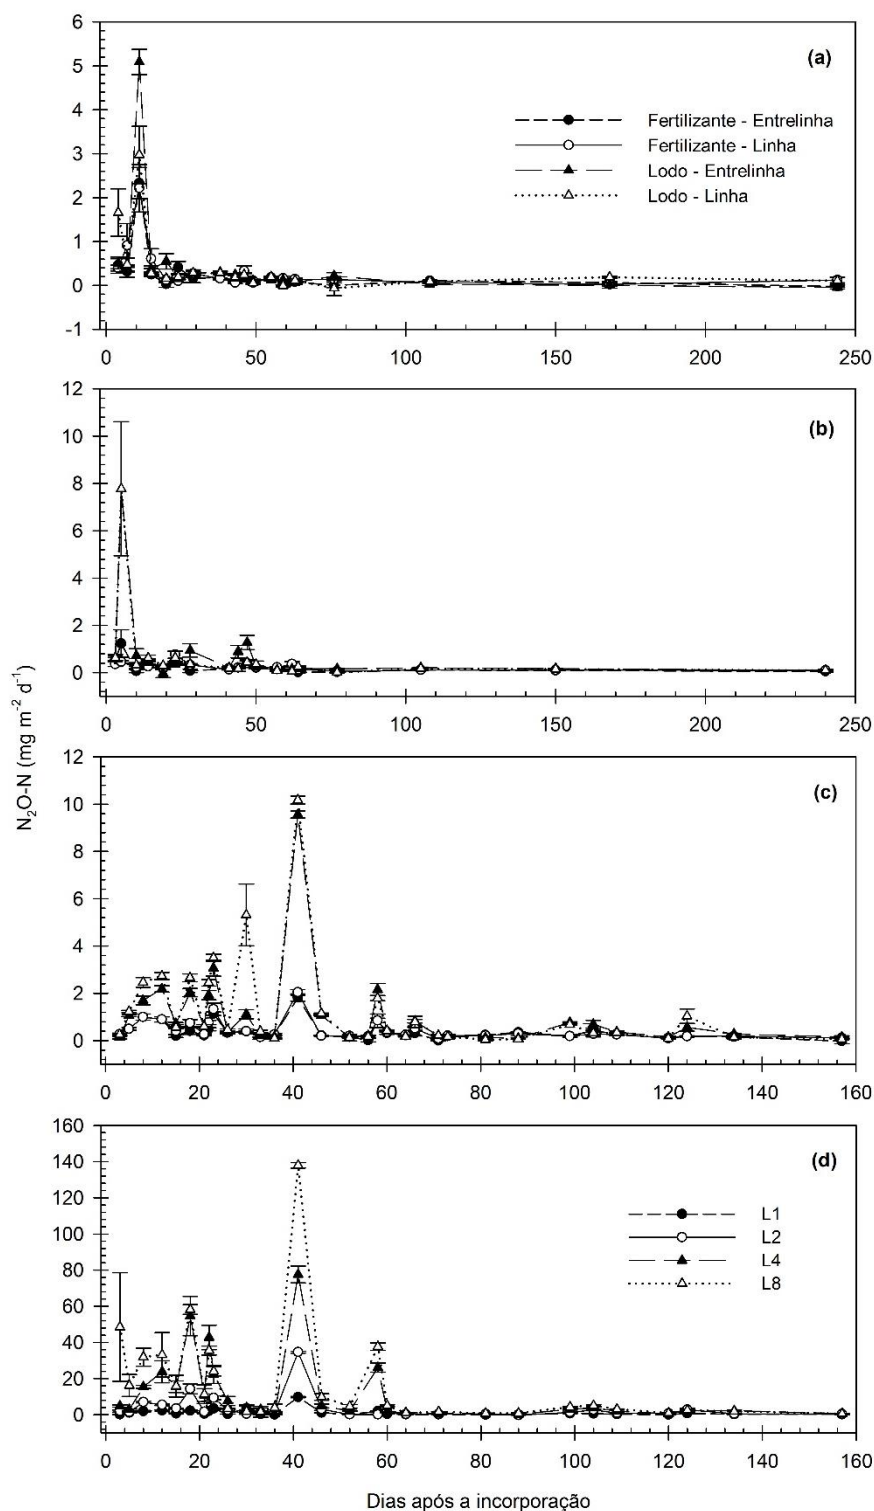 6
5
4
3
2
1
0
-1
(a)
Fertilizante - Entrelinha
Fertilizante - Linha
Lodo - Entrelinha
Lodo - Linha
0 50 100 150 200 250
12
10
8
6
4
2
0
(b)
0 50 100 150 200 250
N₂O-N (mg m⁻² d⁻¹)
12
10
8
6
4
2
0
(c)
0 20 40 60 80 100 120 140 160
160
140
120
100
80
60
40
20
0
(d)
L1
L2
L4
L8
0 20 40 60 80 100 120 140 160
Dias após a incorporação